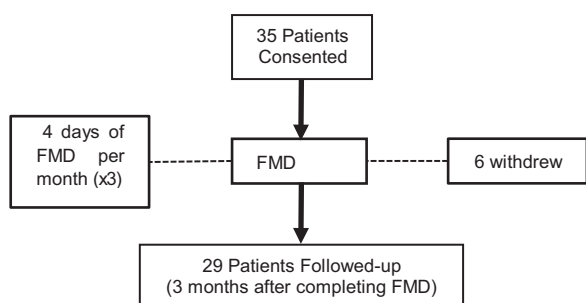 35 Patients
Consented
4 days of
FMD per
month (x3)
FMD
6 withdrew
29 Patients Followed-up
(3 months after completing FMD)